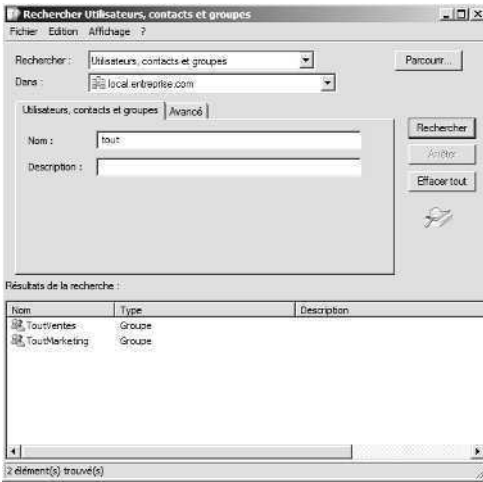 Rechercher Utilisateurs, contacts et groupes
Fichier Edition Affichage ?
Rechercher : Utilisateurs, contacts et groupes Parcourir...
Dans : local.entreprise.com
Utilisateurs, contacts et groupes Avancé
Rechercher
Nom : tout
Arrêter
Description :
Effacer tout
Résultats de la recherche :
Nom Type Description
ToutVentes Groupe
ToutMarketing Groupe
2 élément(s) trouvé(s)